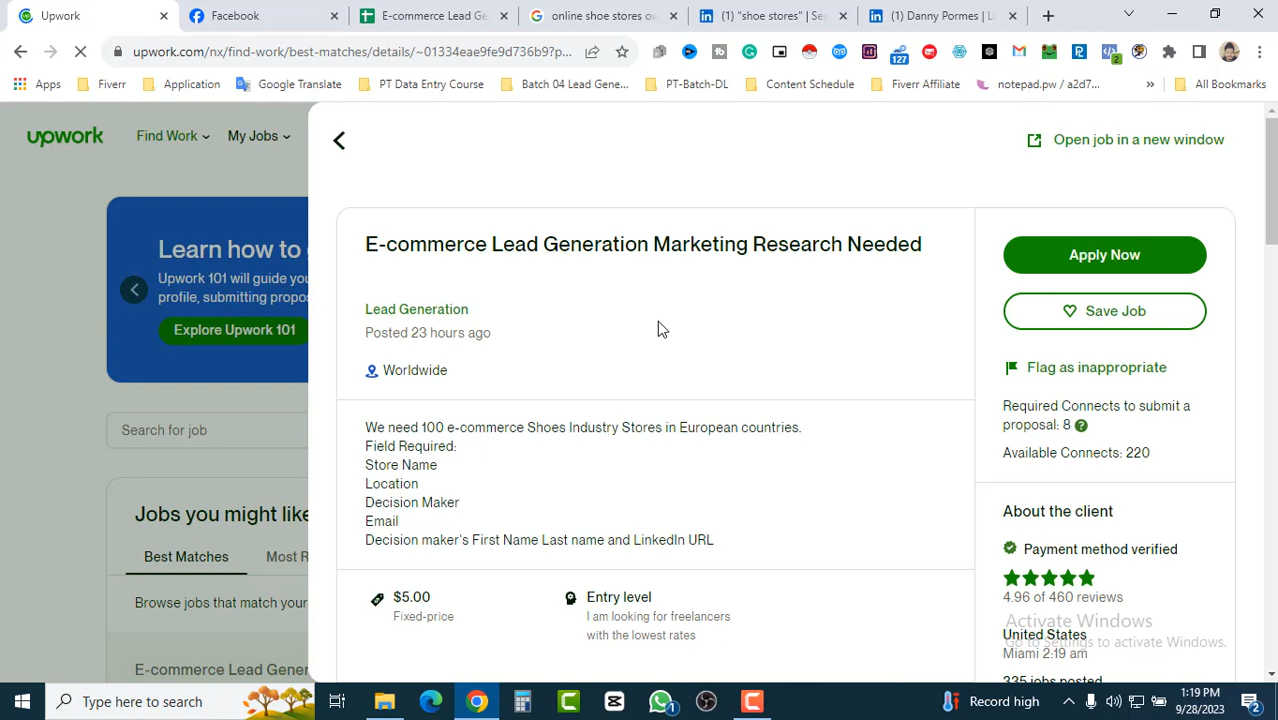 Upwork
Facebook
E-commerce Lead Ge
online shoe stores ow
(1) "shoe stores" | Sea
(1) Danny Pormes | Li
upwork.com/nx/find-work/best-matches/details/~01334eae9fe9d736b9?p...
127
2
Apps
Fiverr
Application
Google Translate
PT Data Entry Course
Batch 04 Lead Gene...
PT-Batch-DL
Content Schedule
Fiverr Affiliate
notepad.pw / a2d7...
»
All Bookmarks
upwork
Find Work
My Jobs
Open job in a new window
Learn how to
Upwork 101 will guide you
profile, submitting propos
Explore Upwork 101
Search for job
Jobs you might like
Best Matches
Most R
Browse jobs that match your
E-commerce Lead Gener
E-commerce Lead Generation Marketing Research Needed
Lead Generation
Posted 23 hours ago
Worldwide
We need 100 e-commerce Shoes Industry Stores in European countries.
Field Required:
Store Name
Location
Decision Maker
Email
Decision maker's First Name Last name and LinkedIn URL
$5.00
Fixed-price
Entry level
I am looking for freelancers
with the lowest rates
Apply Now
Save Job
Flag as inappropriate
Required Connects to submit a
proposal: 8
Available Connects: 220
About the client
Payment method verified
4.96 of 460 reviews
Activate Windows
Go to Settings to activate Windows.
United States
Miami 2:19 am
335 jobs posted
Type here to search
1
Record high
1:19 PM
9/28/2023
2